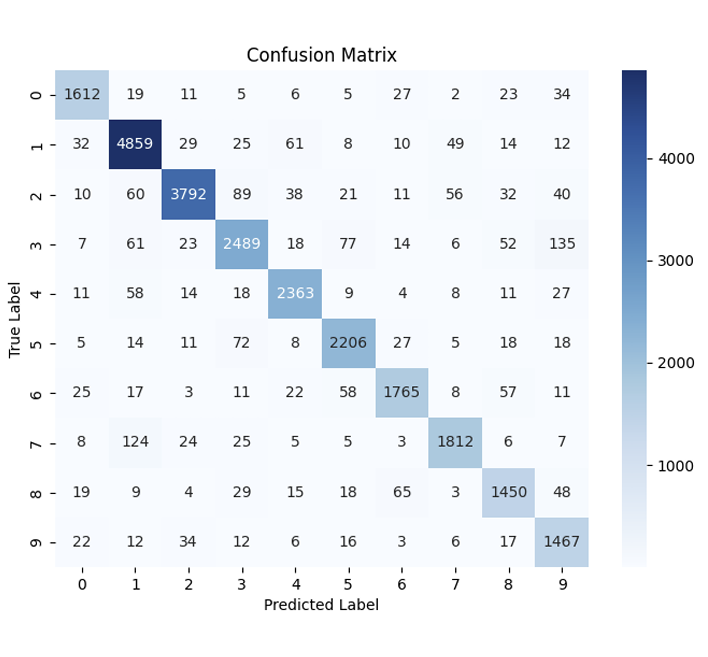 Confusion Matrix
0 1612 19 11 5 6 5 27 2 23 34
1 32 4859 29 25 61 8 10 49 14 12
2 10 60 3792 89 38 21 11 56 32 40
3 7 61 23 2489 18 77 14 6 52 135
4 11 58 14 18 2363 9 4 8 11 27
5 5 14 11 72 8 2206 27 5 18 18
6 25 17 3 11 22 58 1765 8 57 11
7 8 124 24 25 5 5 3 1812 6 7
8 19 9 4 29 15 18 65 3 1450 48
9 22 12 34 12 6 16 3 6 17 1467
0 1 2 3 4 5 6 7 8 9
Predicted Label
True Label
4000
3000
2000
1000